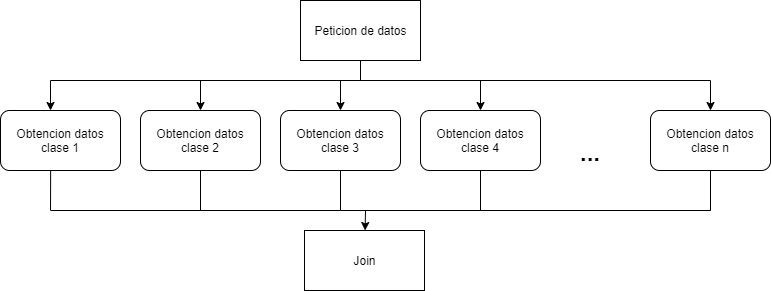 Peticion de datos
Obtencion datos
clase 1
Obtencion datos
clase 2
Obtencion datos
clase 3
Obtencion datos
clase 4
...
Obtencion datos
clase n
Join